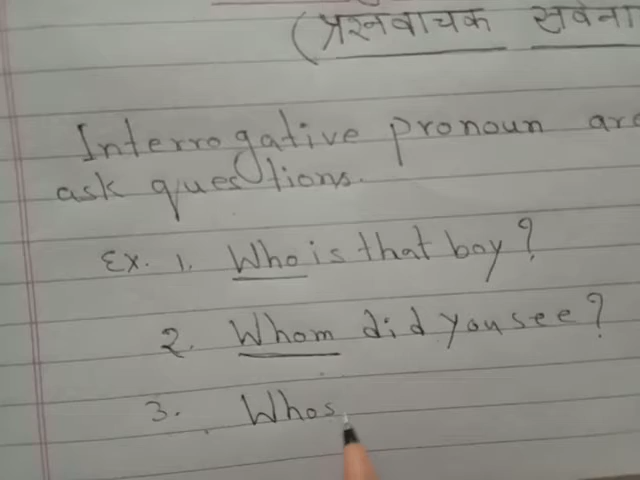 (प्रश्नवाचक सर्वना
Interrogative pronoun are
ask questions.
Ex. 1. Who is that boy?
2. Whom did you see?
3. Whos